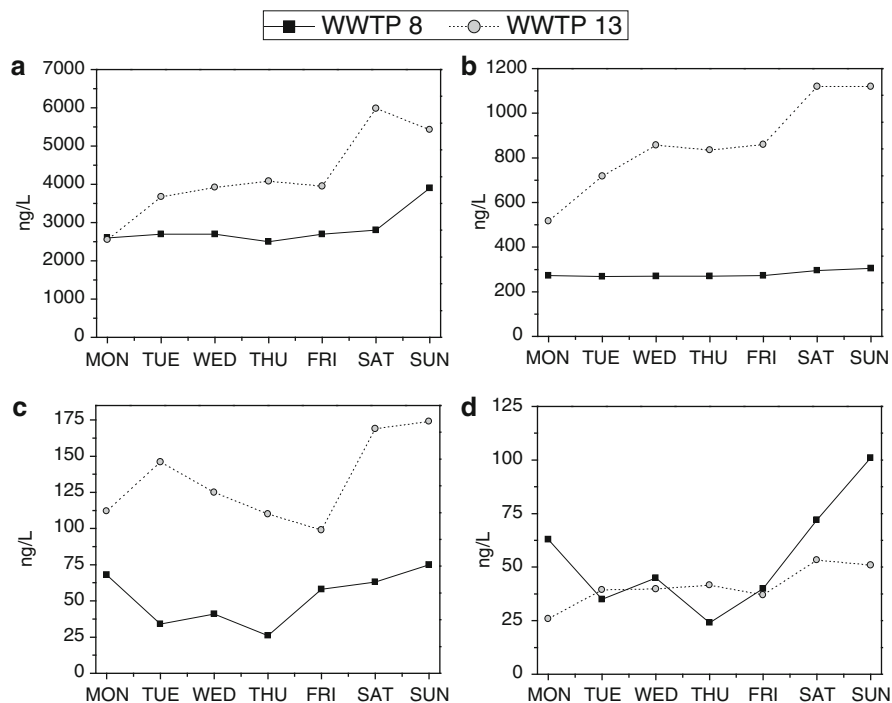 WWTP 8 WWTP 13
a
7000
6000
5000
4000
3000
2000
1000
0
ng/L
MON TUE WED THU FRI SAT SUN
b
1200
1000
800
600
400
200
0
ng/L
MON TUE WED THU FRI SAT SUN
c
175
150
125
100
75
50
25
0
ng/L
MON TUE WED THU FRI SAT SUN
d
125
100
75
50
25
0
ng/L
MON TUE WED THU FRI SAT SUN